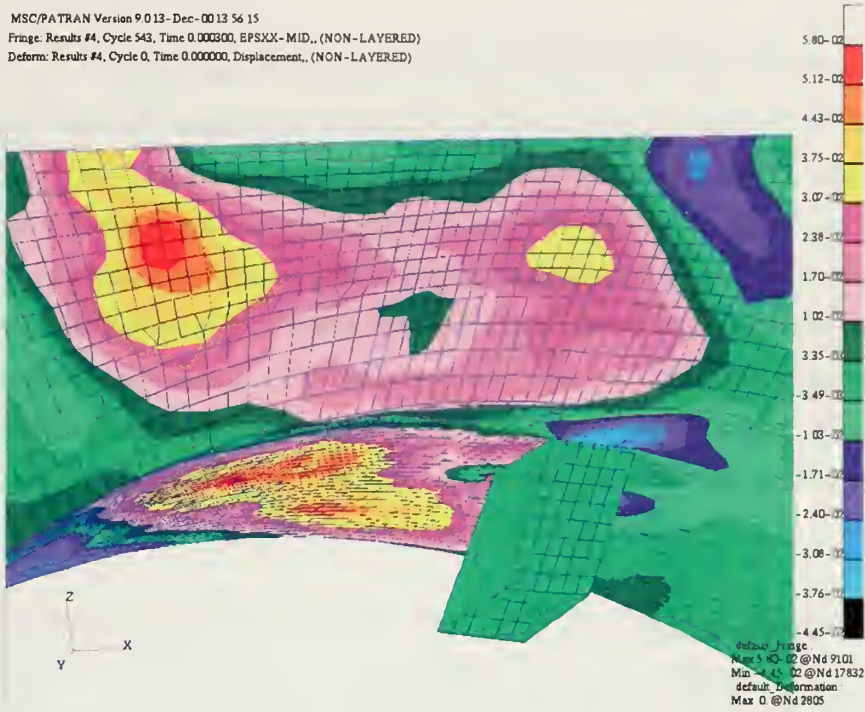 MSC/PATRAN Version 9.0 13-Dec-00 13 56 15
Fringe: Results #4, Cycle 543, Time 0.000300, EPSXX-MID,, (NON-LAYERED)
Deform: Results #4, Cycle 0, Time 0.000000, Displacement,, (NON-LAYERED)
5.80-02
5.12-02
4.43-02
3.75-02
3.07-02
2.38-02
1.70-02
1 02-02
3.35-03
-3 49-03
-1 03-02
-1.71-02
-2.40-02
-3.08-02
-3.76-02
-4 45-02
Z
X
Y
default_Fringe
Max 5 80-02 @Nd 9101
Min -4.45-02 @Nd 17832
default_Deformation
Max 0. @Nd 2805